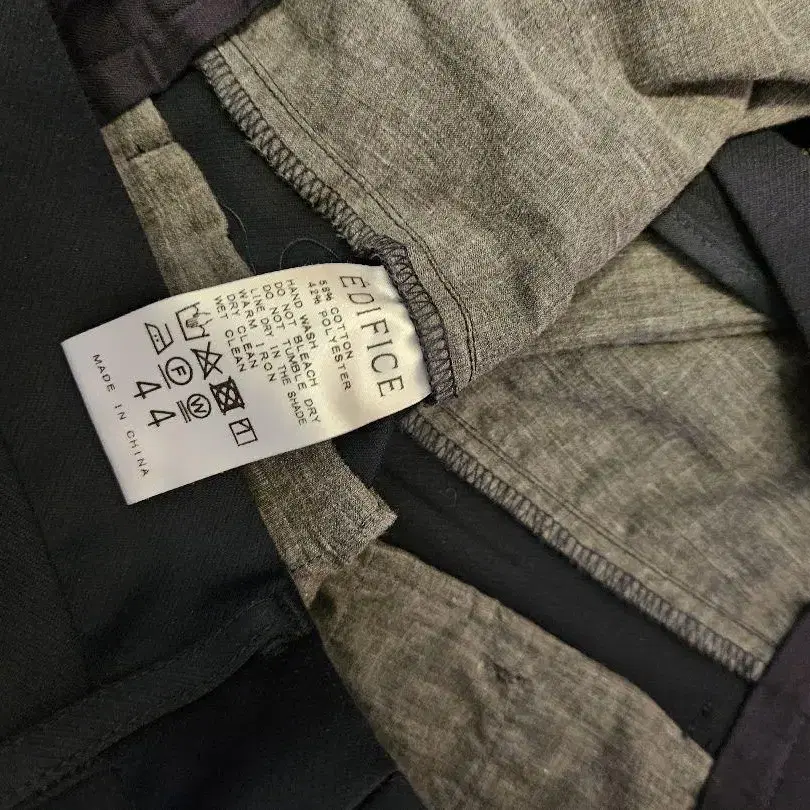 ÉDIFICE
58% COTTON
42% POLYESTER
HAND WASH
DO NOT BLEACH
DO NOT TUMBLE DRY
LINE DRY IN THE SHADE
WARM IRON
DRY CLEAN
WET CLEAN
F
W
44
MADE IN CHINA